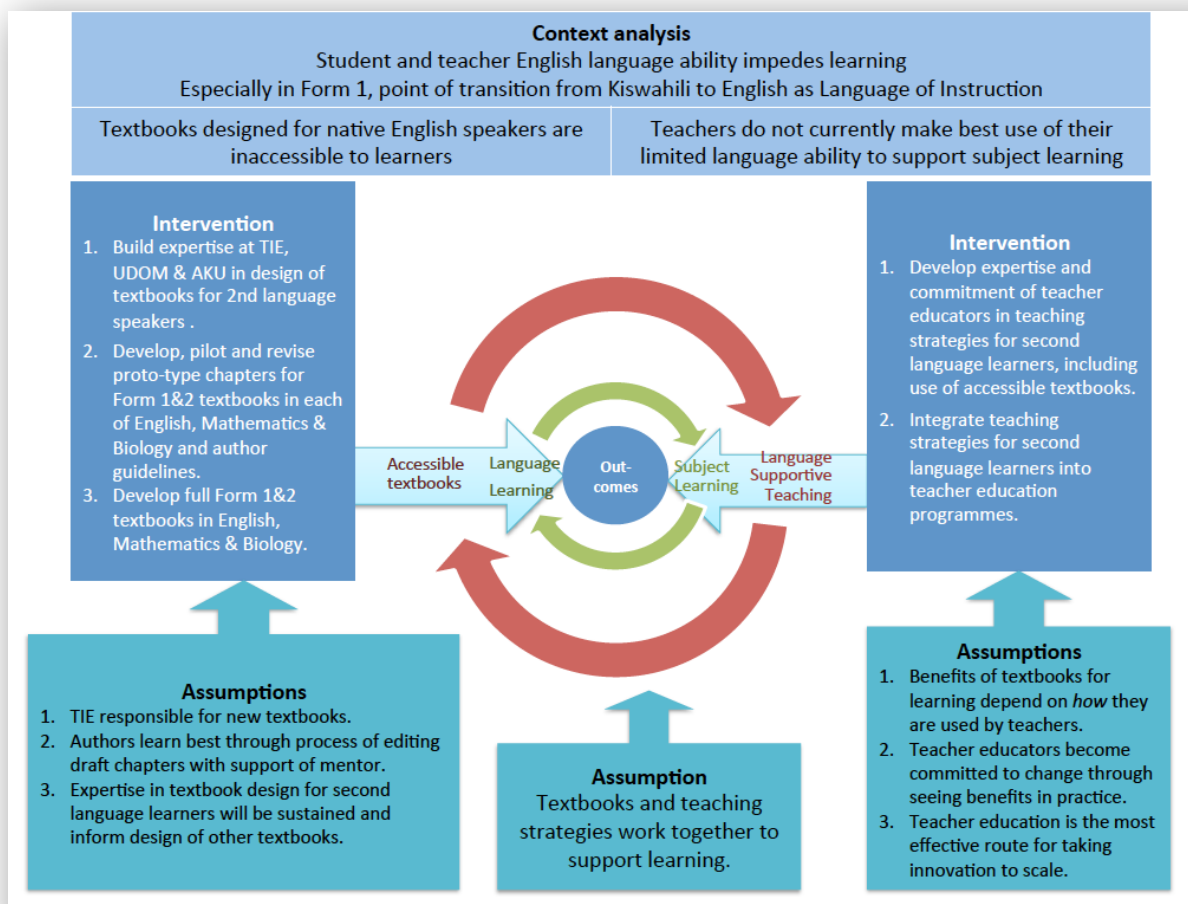 Context analysis
Student and teacher English language ability impedes learning
Especially in Form 1, point of transition from Kiswahili to English as Language of Instruction
Textbooks designed for native English speakers are
inaccessible to learners
Teachers do not currently make best use of their
limited language ability to support subject learning
Intervention
1. Build expertise at TIE,
UDOM & AKU in design of
textbooks for 2nd language
speakers .
2. Develop, pilot and revise
proto-type chapters for
Form 1&2 textbooks in each
of English, Mathematics &
Biology and author
guidelines.
3. Develop full Form 1&2
textbooks in English,
Mathematics & Biology.
Accessible
textbooks
Language
Learning
Out-
comes
Subject
Learning
Language
Supportive
Teaching
Intervention
1. Develop expertise and
commitment of teacher
educators in teaching
strategies for second
language learners, including
use of accessible textbooks.
2. Integrate teaching
strategies for second
language learners into
teacher education
programmes.
Assumptions
1. TIE responsible for new textbooks.
2. Authors learn best through process of editing
draft chapters with support of mentor.
3. Expertise in textbook design for second
language learners will be sustained and
inform design of other textbooks.
Assumption
Textbooks and teaching
strategies work together to
support learning.
Assumptions
1. Benefits of textbooks for
learning depend on how they
are used by teachers.
2. Teacher educators become
committed to change through
seeing benefits in practice.
3. Teacher education is the most
effective route for taking
innovation to scale.